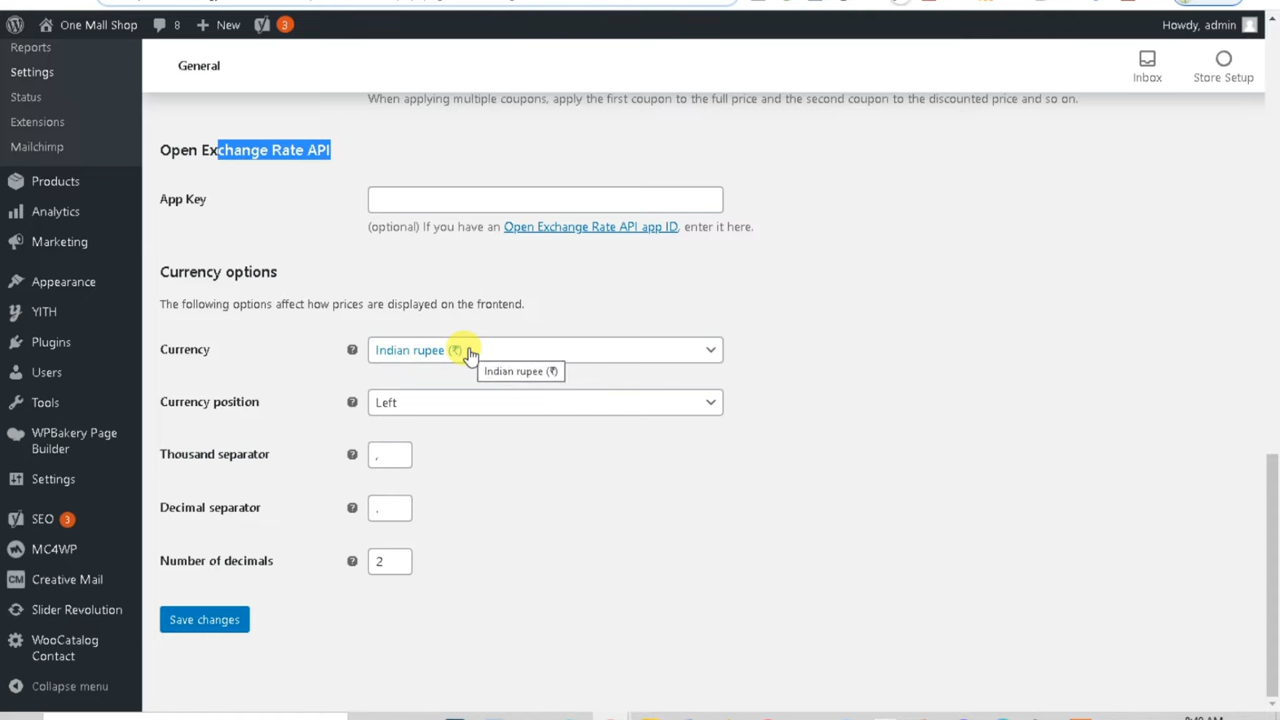 One Mall Shop
8
New
3
Howdy, admin
Reports
Settings
Status
Extensions
Mailchimp
Products
Analytics
Marketing
Appearance
YITH
Plugins
Users
Tools
WPBakery Page
Builder
Settings
SEO 3
MC4WP
Creative Mail
Slider Revolution
WooCatalog
Contact
Collapse menu
General
Inbox
Store Setup
When applying multiple coupons, apply the first coupon to the full price and the second coupon to the discounted price and so on.
Open Exchange Rate API
App Key
(optional) If you have an Open Exchange Rate API app ID, enter it here.
Currency options
The following options affect how prices are displayed on the frontend.
Currency
Indian rupee (₹)
Indian rupee (₹)
Currency position
Left
Thousand separator
,
Decimal separator
.
Number of decimals
2
Save changes